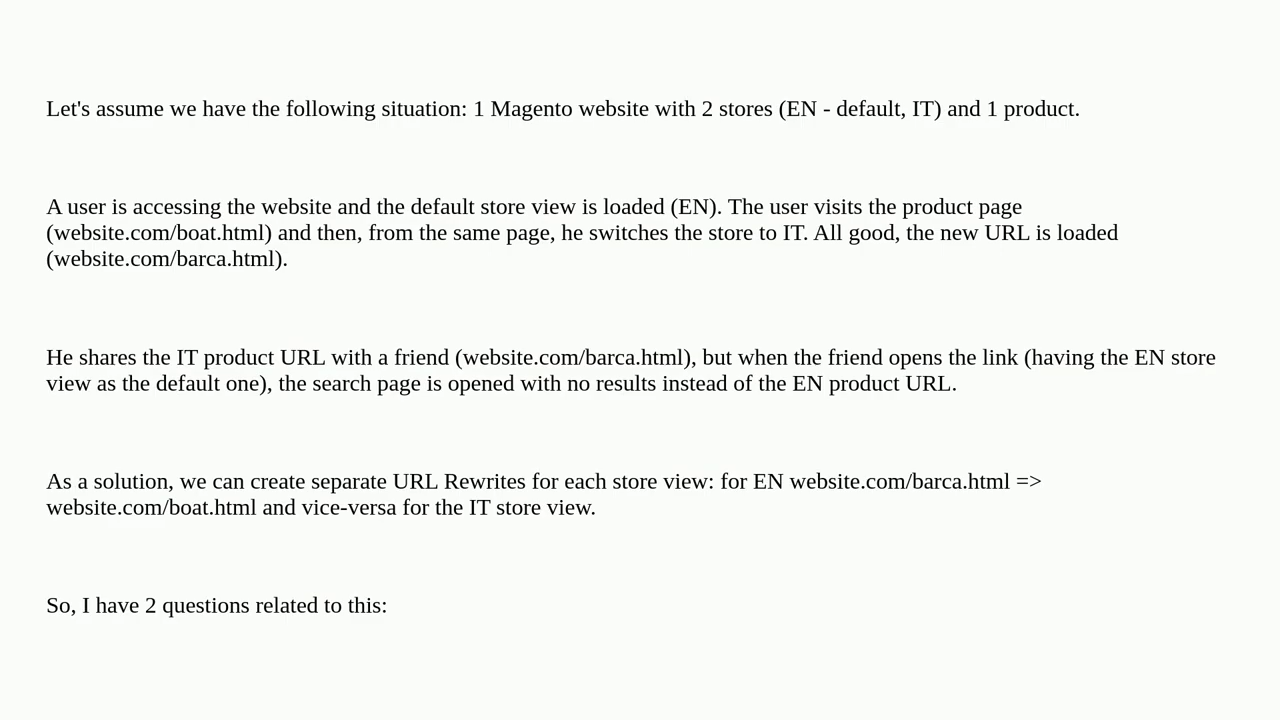 Let's assume we have the following situation: 1 Magento website with 2 stores (EN - default, IT) and 1 product.
A user is accessing the website and the default store view is loaded (EN). The user visits the product page
(website.com/boat.html) and then, from the same page, he switches the store to IT. All good, the new URL is loaded
(website.com/barca.html).
He shares the IT product URL with a friend (website.com/barca.html), but when the friend opens the link (having the EN store
view as the default one), the search page is opened with no results instead of the EN product URL.
As a solution, we can create separate URL Rewrites for each store view: for EN website.com/barca.html =>
website.com/boat.html and vice-versa for the IT store view.
So, I have 2 questions related to this: